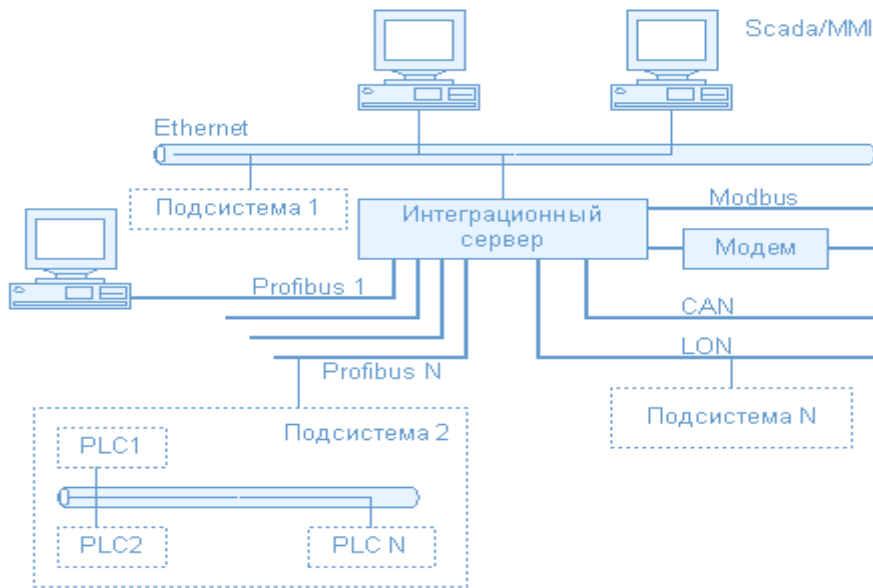 Scada/MMI
Ethernet
Подсистема 1
Интеграционный
сервер
Modbus
Модем
Profibus 1
CAN
LON
Profibus N
Подсистема N
Подсистема 2
PLC1
PLC2
PLC N